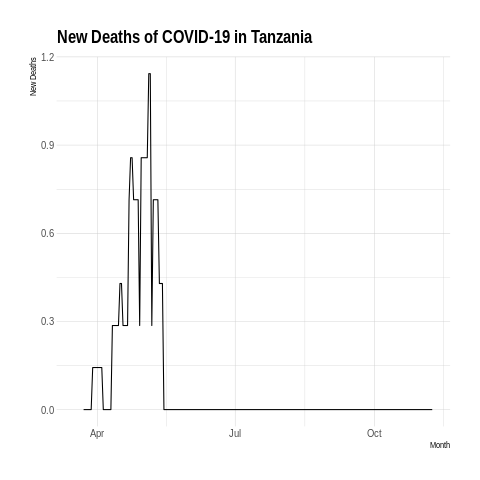 New Deaths of COVID-19 in Tanzania
New Deaths
1.2
0.9
0.6
0.3
0.0
Apr Jul Oct
Month